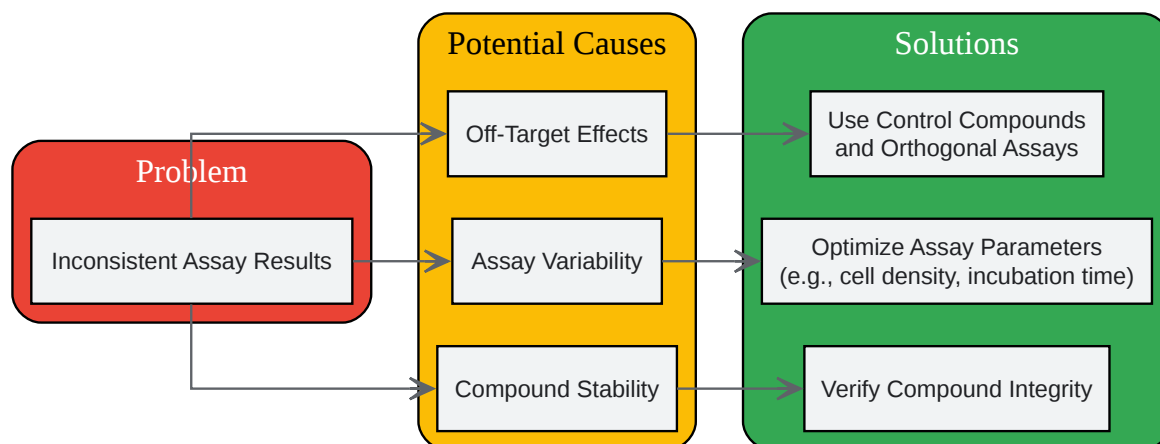 Problem
Inconsistent Assay Results
Potential Causes
Off-Target Effects
Assay Variability
Compound Stability
Solutions
Use Control Compounds
and Orthogonal Assays
Optimize Assay Parameters
(e.g., cell density, incubation time)
Verify Compound Integrity